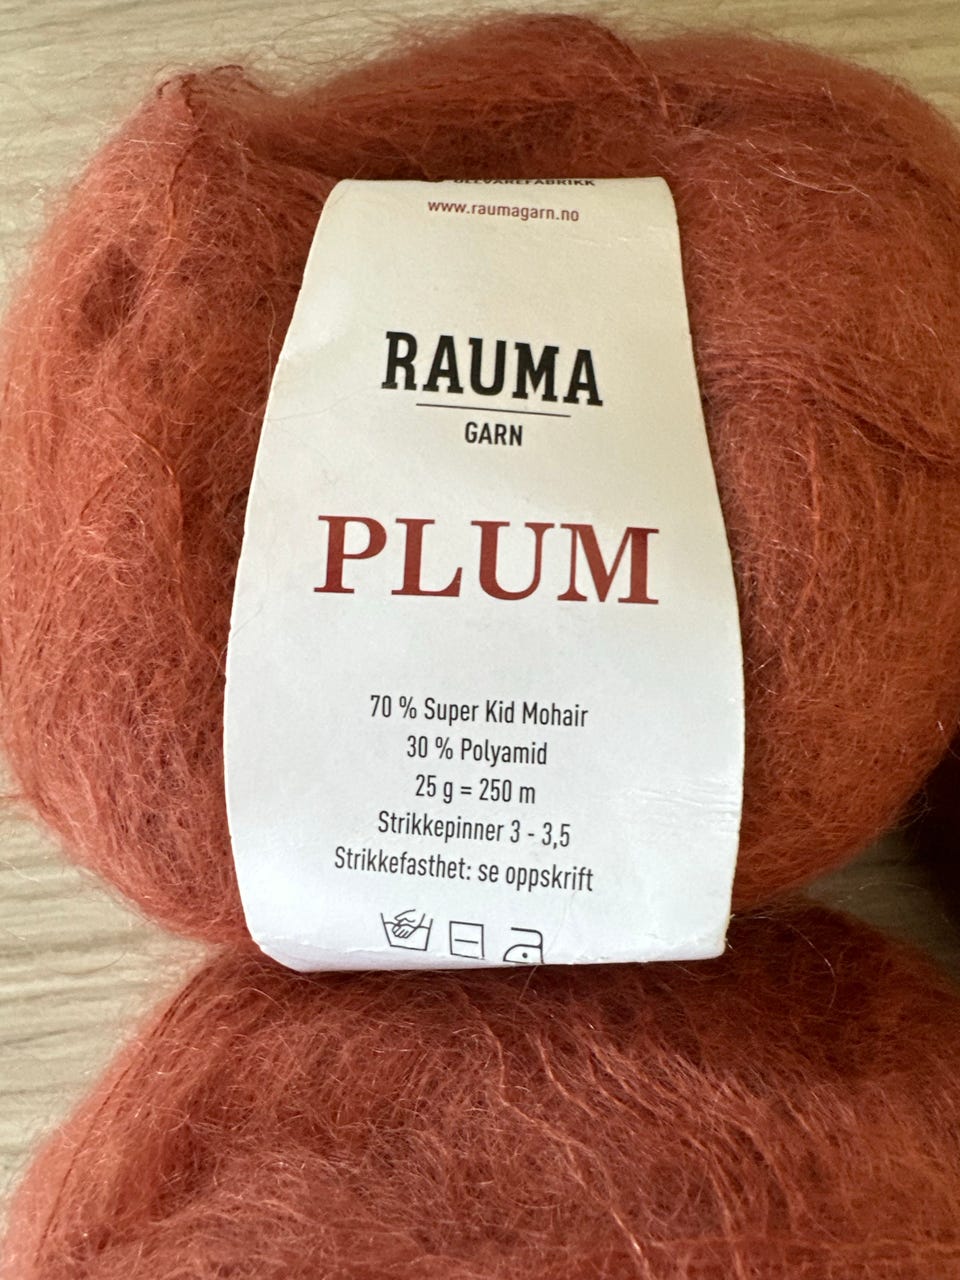 ULLVAREFABRIKK
www.raumagarn.no
RAUMA
GARN
PLUM
70 % Super Kid Mohair
30 % Polyamid
25 g = 250 m
Strikkepinner 3 - 3,5
Strikkefasthet: se oppskrift